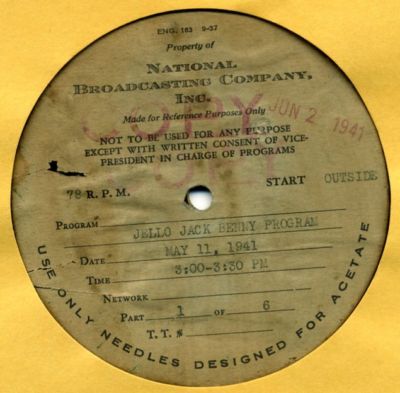 ENG. 183 9-37
Property of
NATIONAL
BROADCASTING COMPANY,
INC.
Made for Reference Purposes Only
JUN 2 1941
NOT TO BE USED FOR ANY PURPOSE
EXCEPT WITH WRITTEN CONSENT OF VICE-
PRESIDENT IN CHARGE OF PROGRAMS
78 R. P. M. START OUTSIDE
PROGRAM JELLO JACK BENNY PROGRAM
DATE MAY 11, 1941
TIME 3:00-3:30 PM
NETWORK
PART 1 OF 6
T. T. #
USE ONLY NEEDLES DESIGNED FOR ACETATE